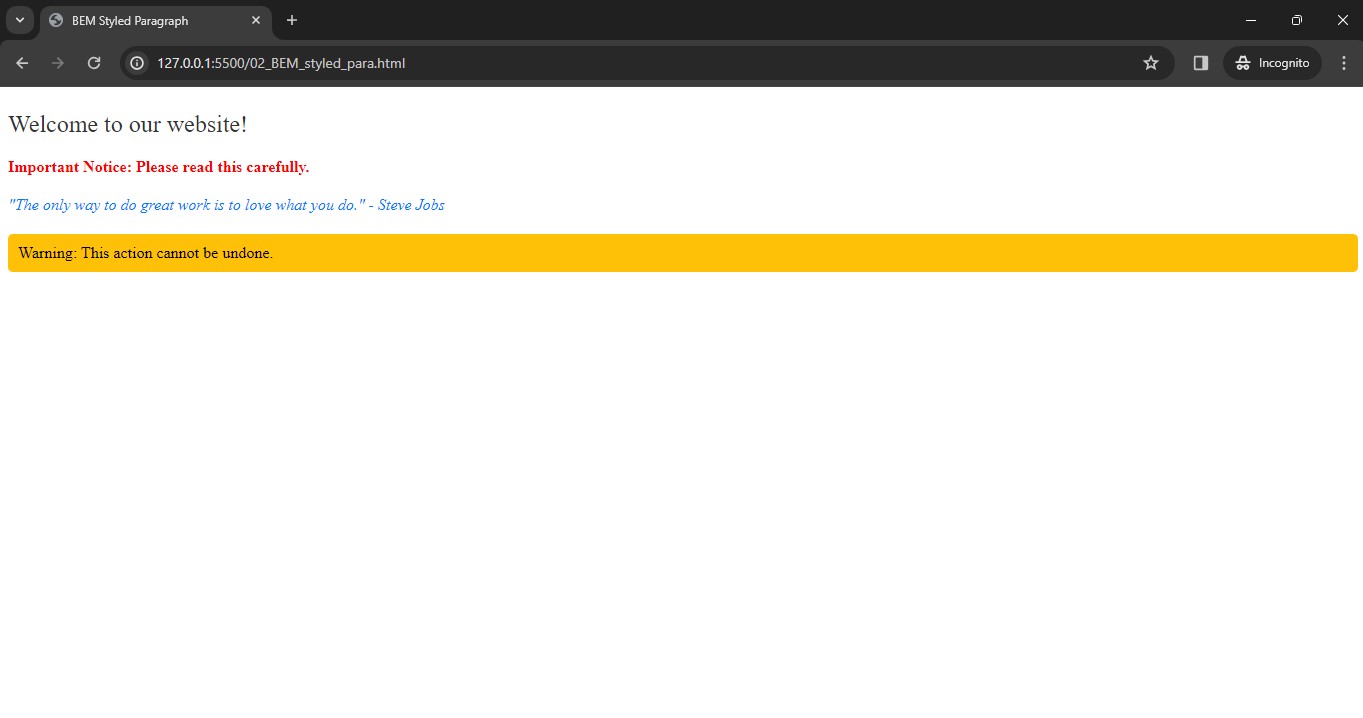 BEM Styled Paragraph
127.0.0.1:5500/02_BEM_styled_para.html
Incognito
Welcome to our website!
Important Notice: Please read this carefully.
"The only way to do great work is to love what you do." - Steve Jobs
Warning: This action cannot be undone.